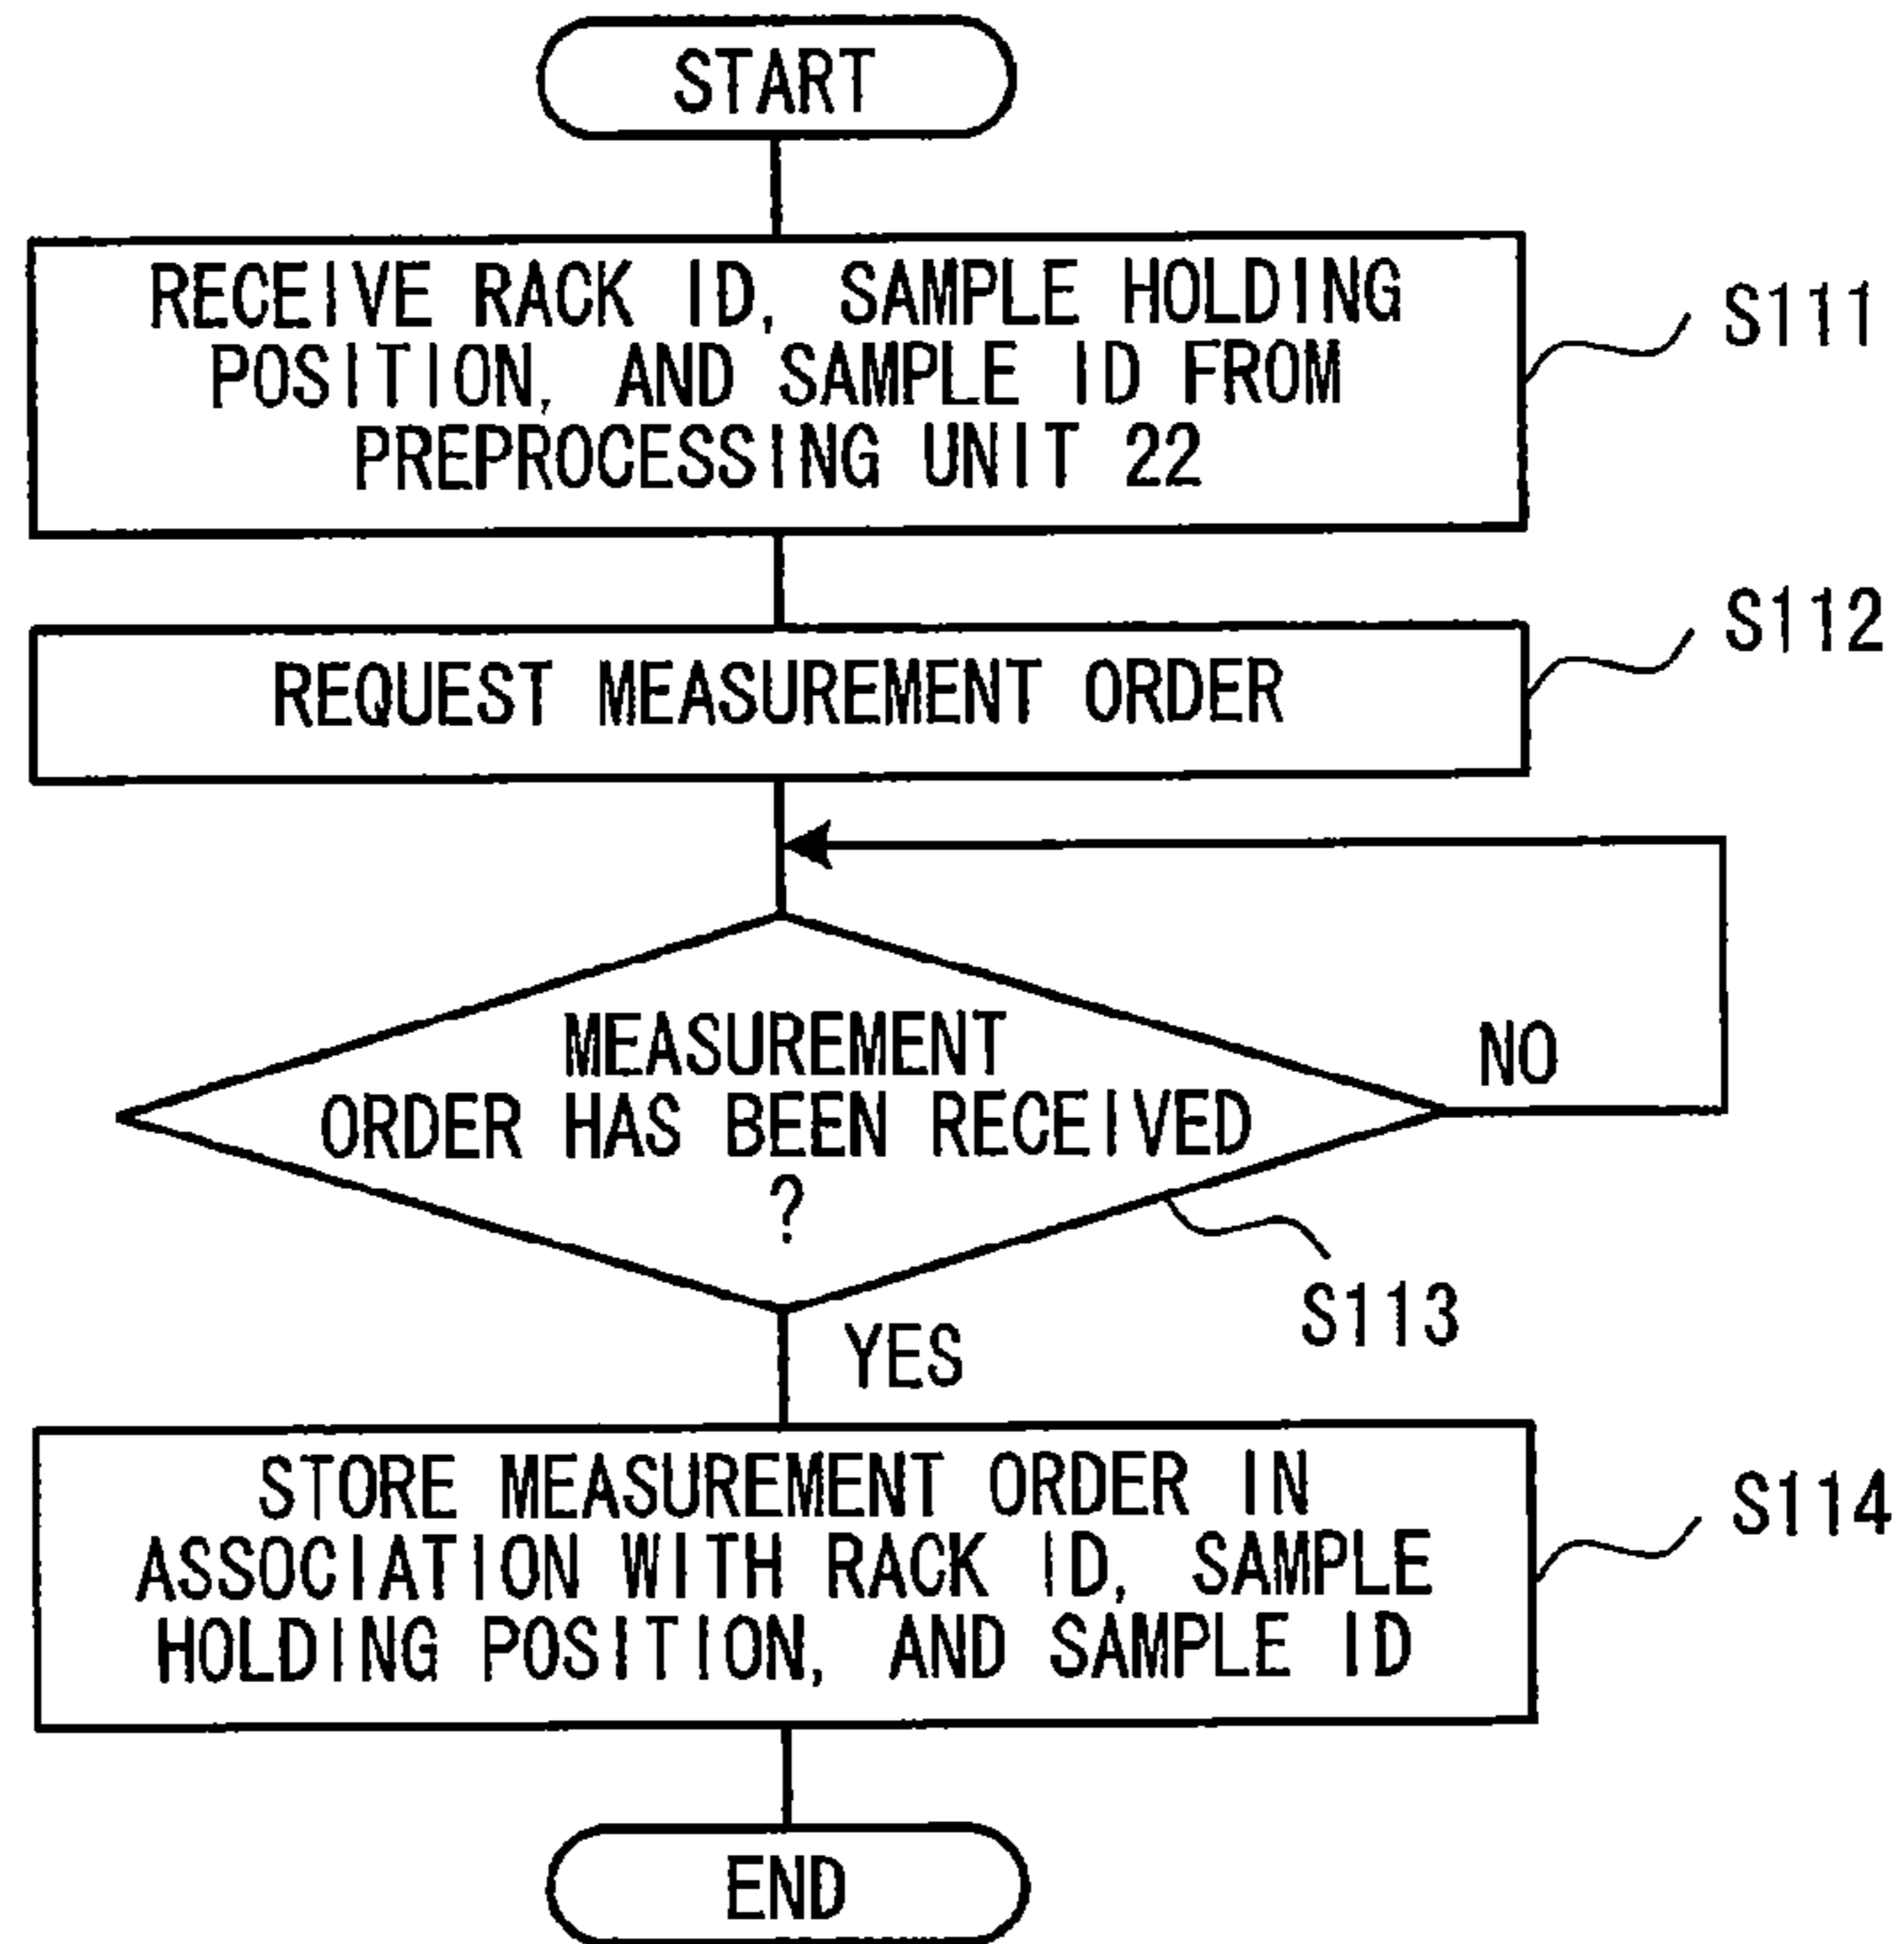 START
RECEIVE RACK ID, SAMPLE HOLDING
POSITION, AND SAMPLE ID FROM
PREPROCESSING UNIT 22
S111
REQUEST MEASUREMENT ORDER
S112
MEASUREMENT
ORDER HAS BEEN RECEIVED
?
NO
S113
YES
STORE MEASUREMENT ORDER IN
ASSOCIATION WITH RACK ID, SAMPLE
HOLDING POSITION, AND SAMPLE ID
S114
END